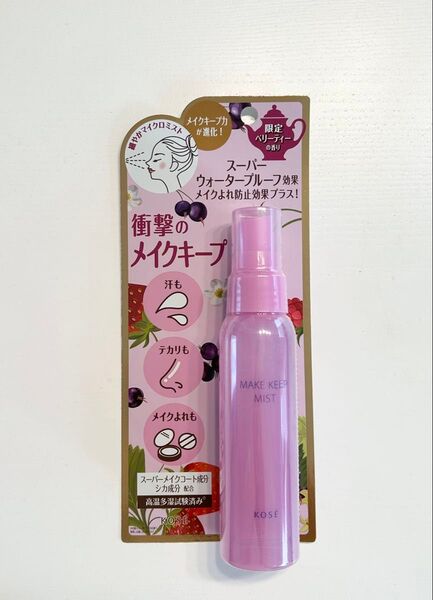 艶やかマイクロミスト
メイクキープ力
が進化！
限定
ベリーティー
の香り
スーパー
ウォータープルーフ効果
メイクよれ防止効果プラス！
衝撃の
メイクキープ
汗も
テカリも
メイクよれも
スーパーメイクコート成分
シカ成分 配合
高温多湿試験済み
KOSÉ
MAKE KEEP
MIST
KOSÉ